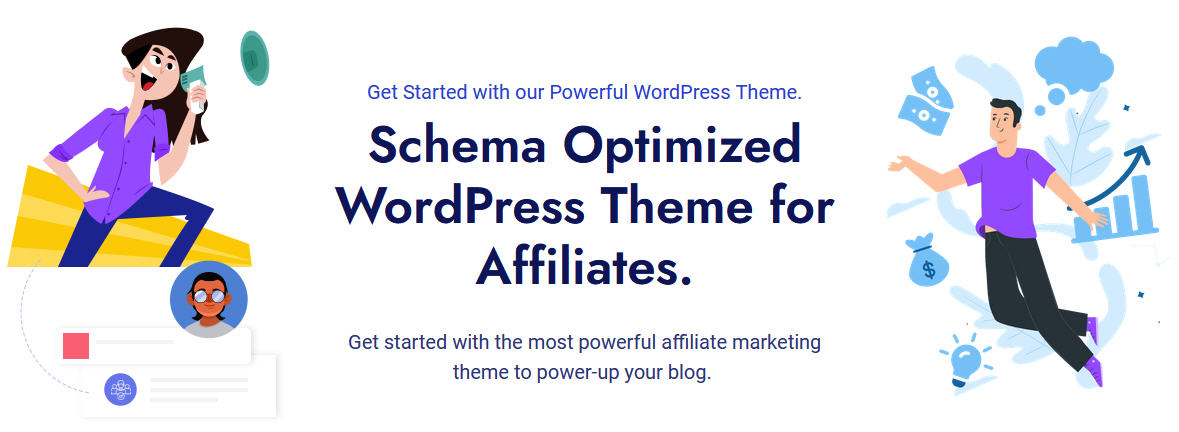 Get Started with our Powerful WordPress Theme.
Schema Optimized
WordPress Theme for
Affiliates.
Get started with the most powerful affiliate marketing
theme to power-up your blog.
$